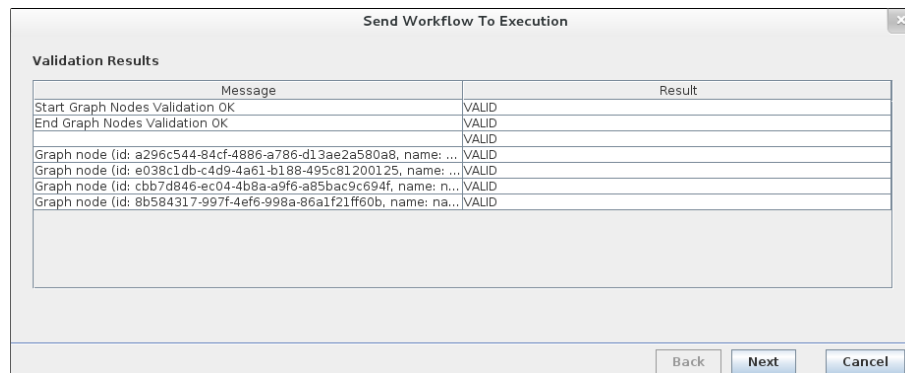 Send Workflow To Execution
Validation Results
Message Result
Start Graph Nodes Validation OK VALID
End Graph Nodes Validation OK VALID
VALID
Graph node (id: a296c544-84cf-4886-a786-d13ae2a580a8, name: ... VALID
Graph node (id: e038c1db-c4d9-4a61-b188-495c81200125, name: ... VALID
Graph node (id: cbb7d846-ec04-4b8a-a9f6-a85bac9c694f, name: n... VALID
Graph node (id: 8b584317-997f-4ef6-998a-86a1f21ff60b, name: na... VALID
Back Next Cancel